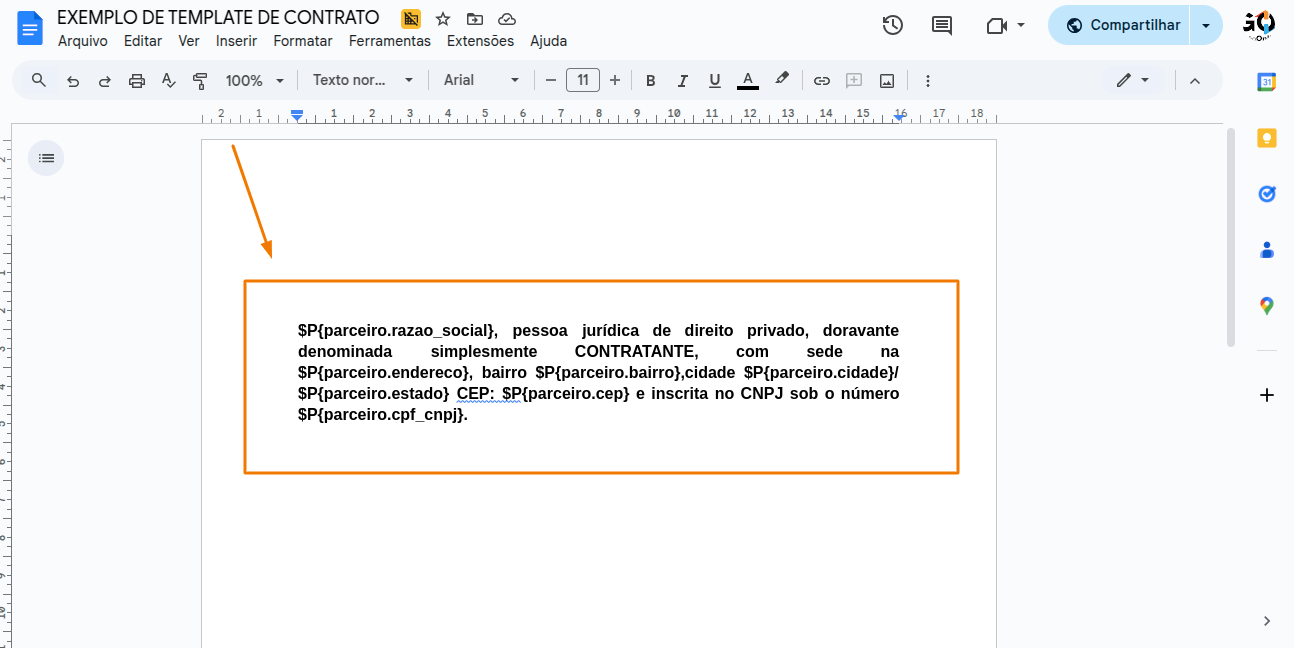 EXEMPLO DE TEMPLATE DE CONTRATO
Arquivo Editar Ver Inserir Formatar Ferramentas Extensões Ajuda
Compartilhar
100% Texto nor... Arial 11 B I U A
2 1 1 2 3 4 5 6 7 8 9 10 11 12 13 14 15 16 17 18
31
$P{parceiro.razao_social}, pessoa jurídica de direito privado, doravante
denominada simplesmente CONTRATANTE, com sede na
$P{parceiro.endereco}, bairro $P{parceiro.bairro},cidade $P{parceiro.cidade}/
$P{parceiro.estado} CEP: $P{parceiro.cep} e inscrita no CNPJ sob o número
$P{parceiro.cpf_cnpj}.